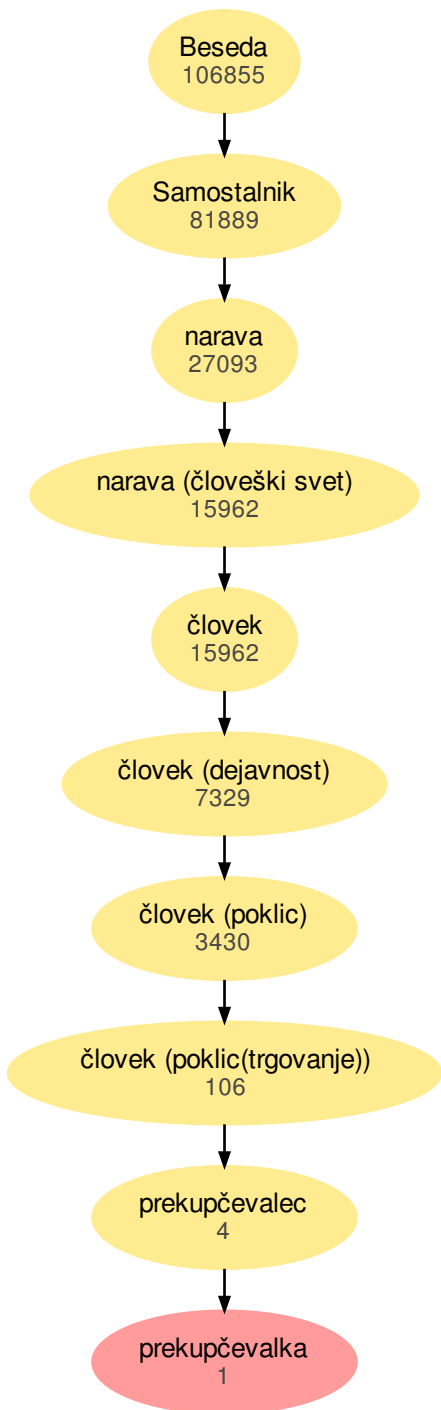 Beseda
106855
Samostalnik
81889
narava
27093
narava (človeški svet)
15962
človek
15962
človek (dejavnost)
7329
človek (poklic)
3430
človek (poklic(trgovanje))
106
prekupčevalec
4
prekupčevalka
1